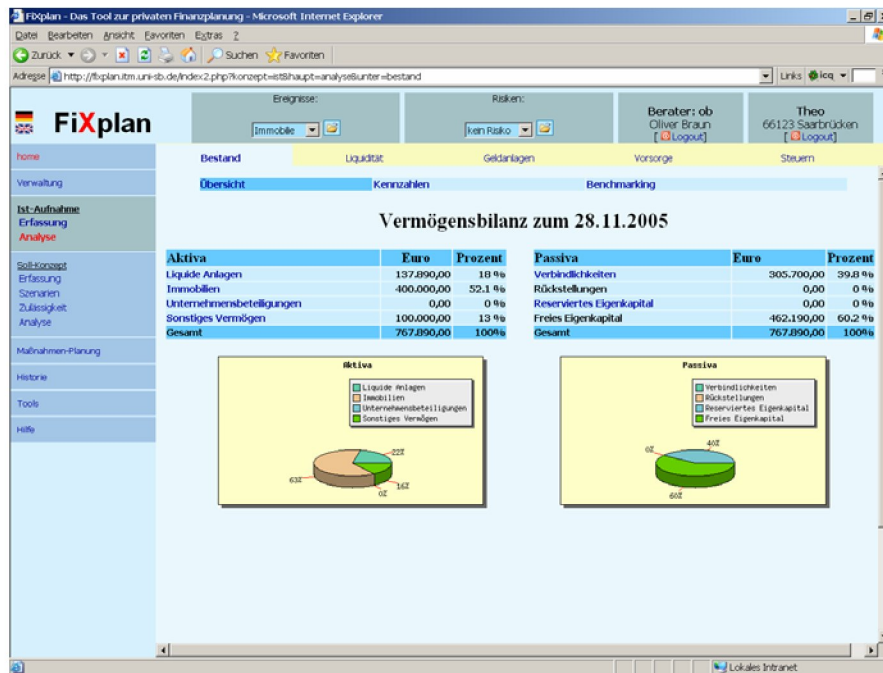 FiXplan - Das Tool zur privaten Finanzplanung - Microsoft Internet Explorer
Datei Bearbeiten Ansicht Favoriten Extras ?
Zurück Suchen Favoriten
Adresse http://fixplan.itm.uni-sb.de/index2.php?konzept=ist&haupt=analyse&unter=bestand Links icq
FiXplan
Ereignisse:
Immobilie
Risiken:
kein Risiko
Berater: ob
Oliver Braun
[ Logout]
Theo
66123 Saarbrücken
[ Logout]
home
Verwaltung
Ist-Aufnahme
Erfassung
Analyse
Soll-Konzept
Erfassung
Szenarien
Zulässigkeit
Analyse
Maßnahmen-Planung
Historie
Tools
Hilfe
Bestand Liquidität Geldanlagen Vorsorge Steuern
Übersicht Kennzahlen Benchmarking
Vermögensbilanz zum 28.11.2005
Aktiva Euro Prozent
Liquide Anlagen 137.890,00 18 %
Immobilien 400.000,00 52.1 %
Unternehmensbeteiligungen 0,00 0 %
Sonstiges Vermögen 100.000,00 13 %
Gesamt 767.890,00 100%
Passiva Euro Prozent
Verbindlichkeiten 305.700,00 39.8 %
Rückstellungen 0,00 0 %
Reserviertes Eigenkapital 0,00 0 %
Freies Eigenkapital 462.190,00 60.2 %
Gesamt 767.890,00 100%
Aktiva
Liquide Anlagen
Immobilien
Unternehmensbeteiligungen
Sonstiges Vermögen
22%
63%
16%
0%
Passiva
Verbindlichkeiten
Rückstellungen
Reserviertes Eigenkapital
Freies Eigenkapital
40%
0%
60%
Lokales Intranet